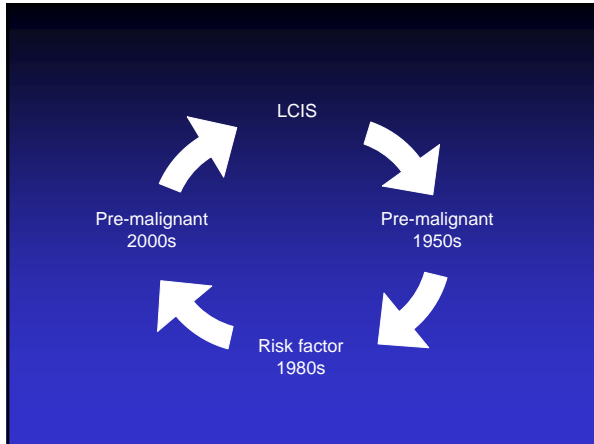 LCIS
Pre-malignant
1950s
Risk factor
1980s
Pre-malignant
2000s